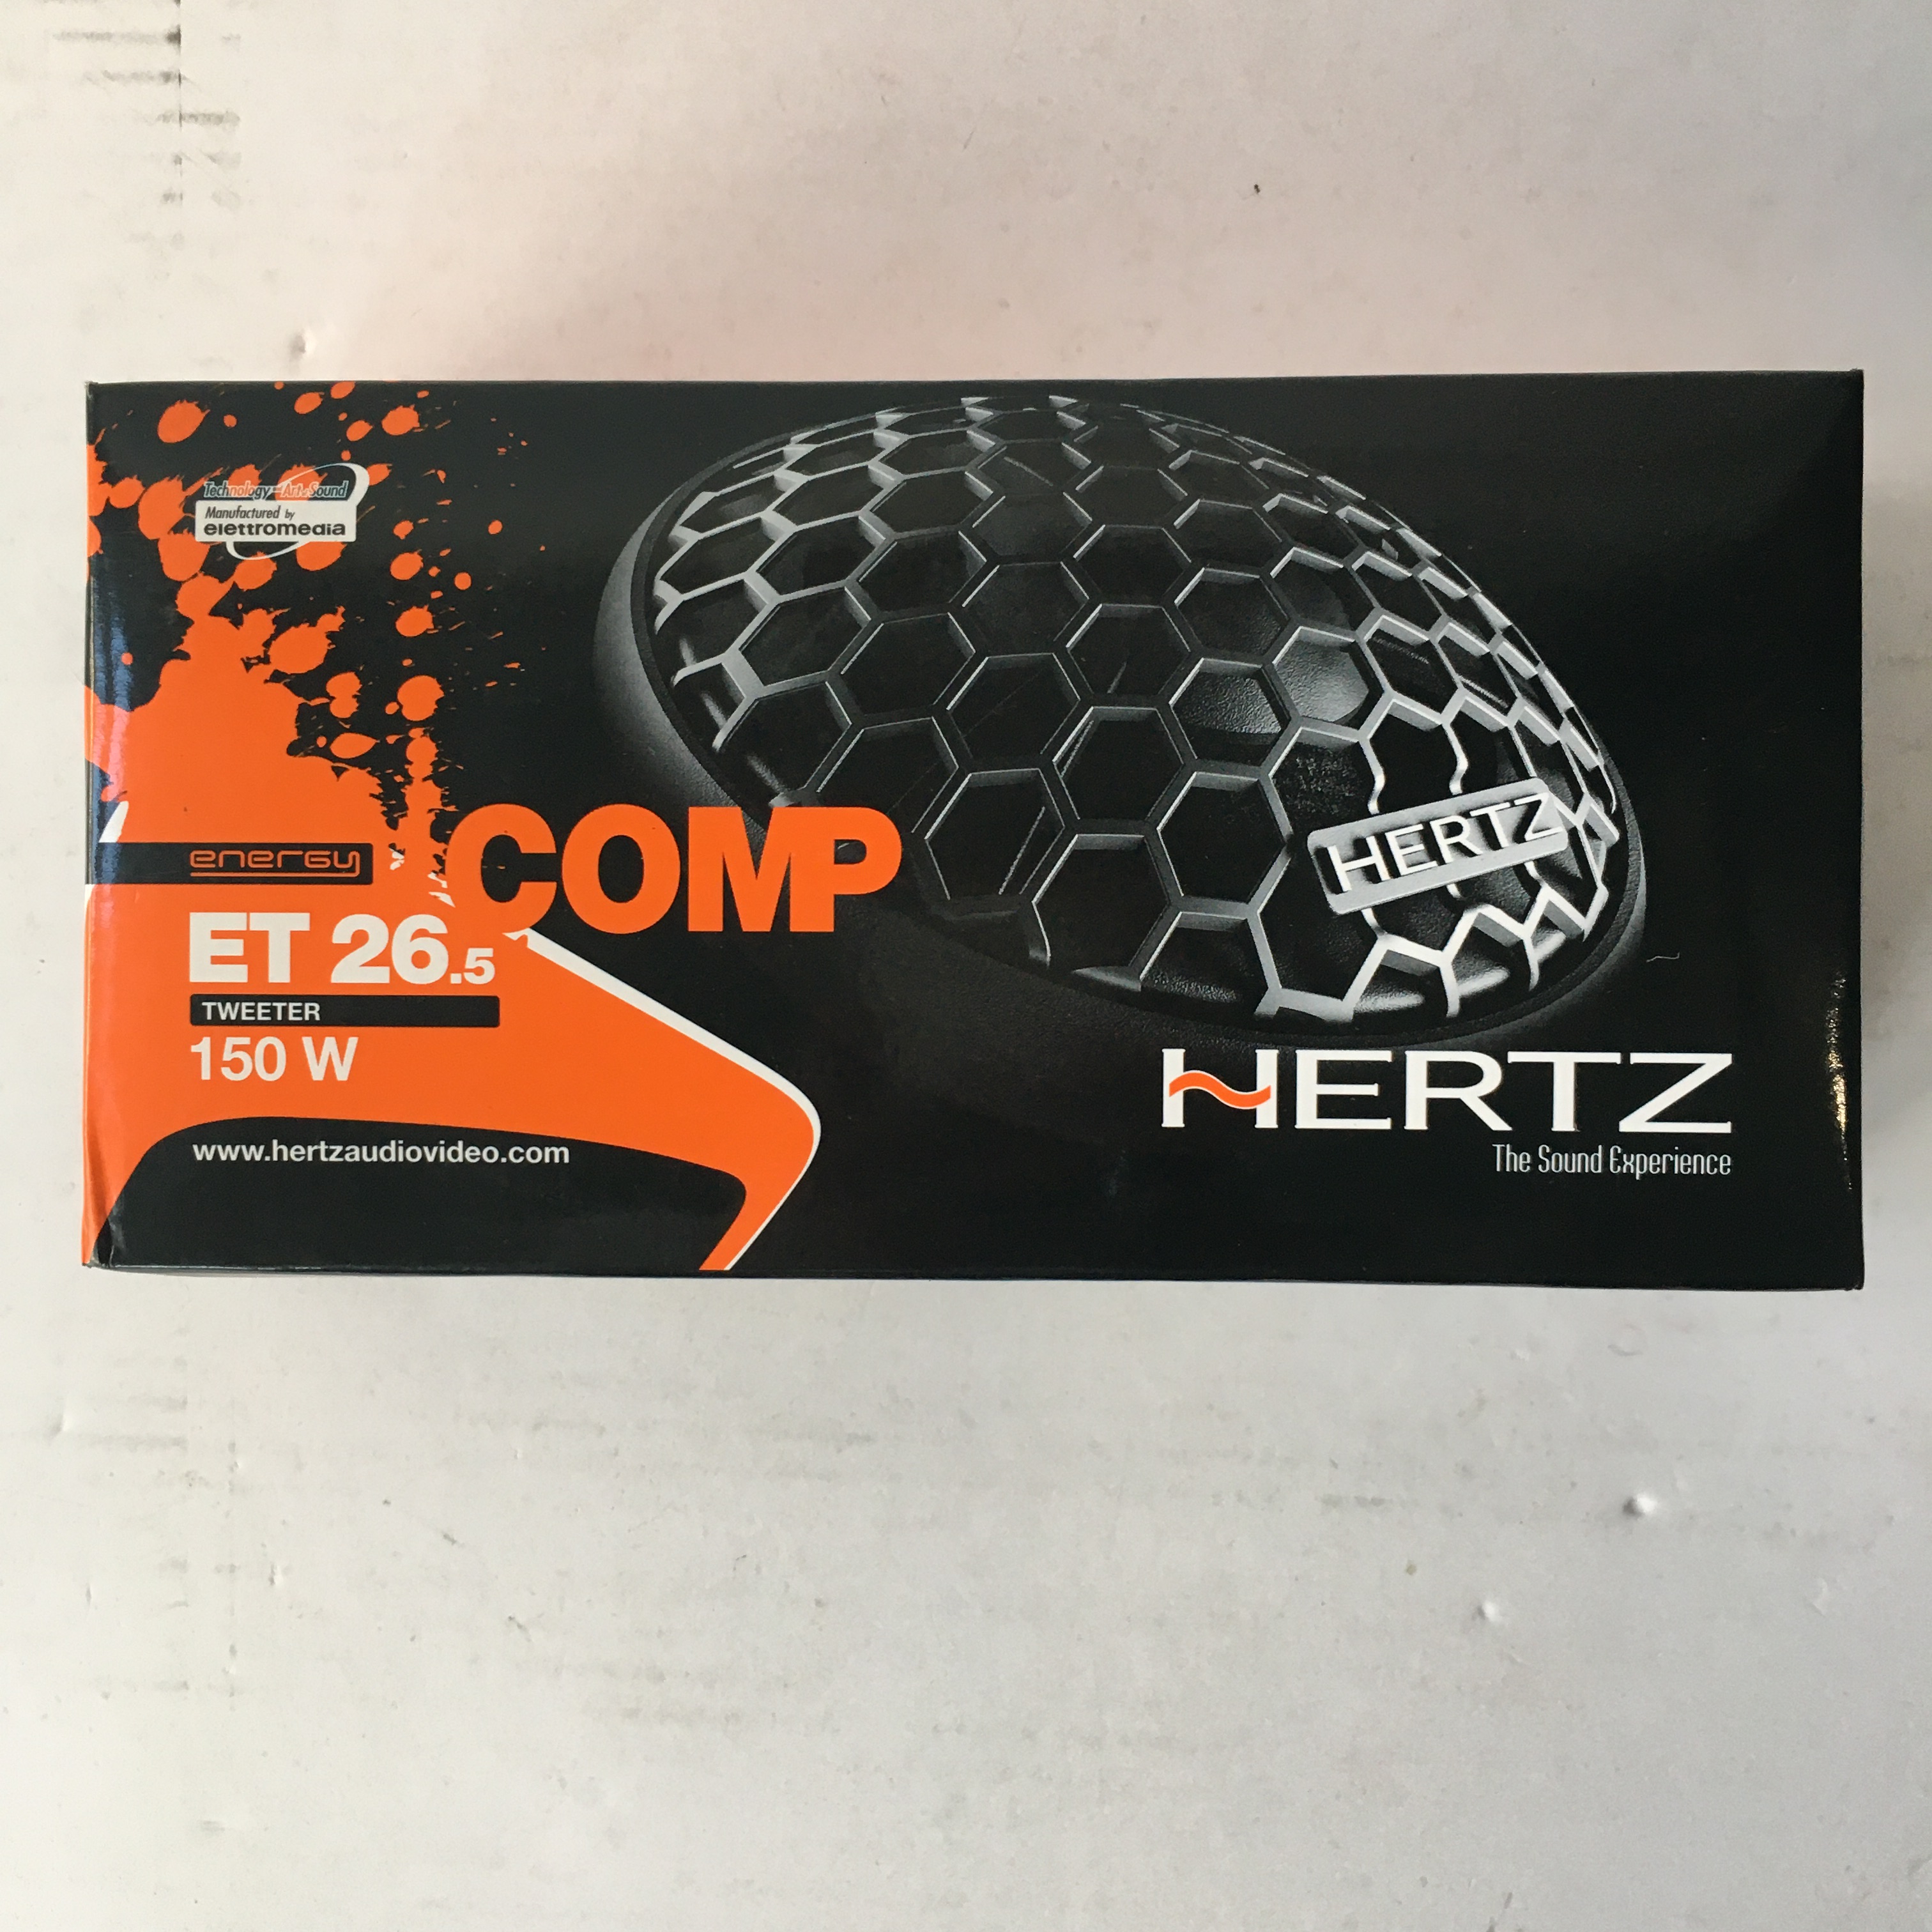 Technology Art & Sound
Manufactured by
elettromedia
HERTZ
COMP
energy
ET 26.5
TWEETER
150 W
www.hertzaudiovideo.com
HERTZ
The Sound Experience